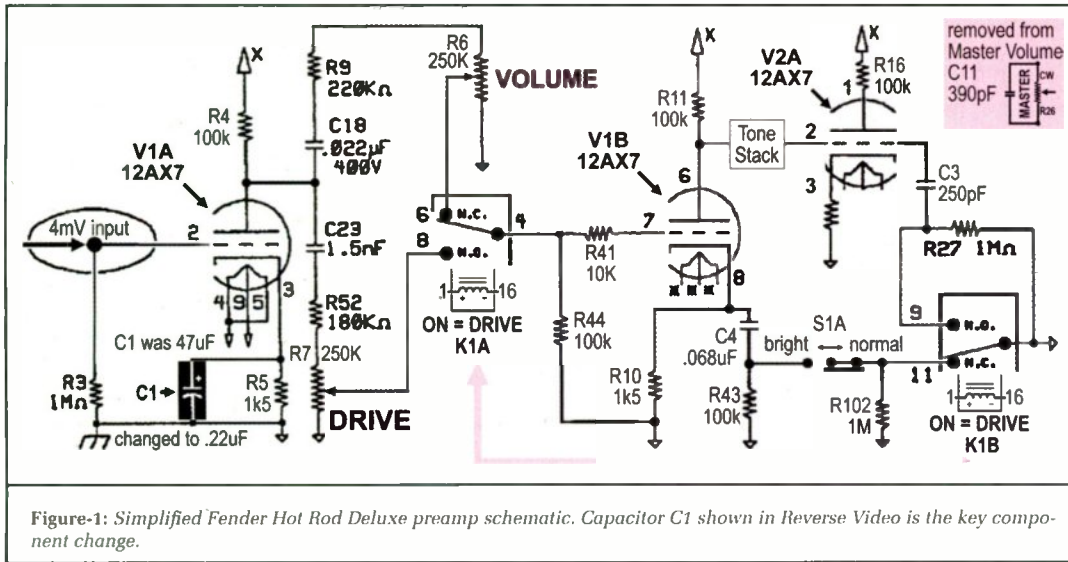 X
R4
100k
V1A
12AX7
4mV input
2
3
4 9 5
C1 was 47uF
R3
1MΩ
C1→
+
R5
1k5
changed to .22uF
R9
220KΩ
C18
.022µF
400V
C23
1.5nF
R52
180KΩ
R7 250K
DRIVE
R6
250K
VOLUME
6
N.C.
4
8
N.O.
1
+ -
16
ON = DRIVE
K1A
R41
10K
R44
100k
X
R11
100k
V1B
12AX7
6
7
8
R10
1k5
C4
.068uF
R43
100k
Tone
Stack
V2A
12AX7
X
R16
100k
1
2
3
C3
250pF
R27 1MΩ
9
N.O.
N.C.
11
S1A
bright ↔ normal
R102
1M
1
+ -
16
ON = DRIVE
K1B
removed from
Master Volume
C11
390pF
MASTER
CW
R26
Figure-1: Simplified Fender Hot Rod Deluxe preamp schematic. Capacitor C1 shown in Reverse Video is the key compo-
nent change.